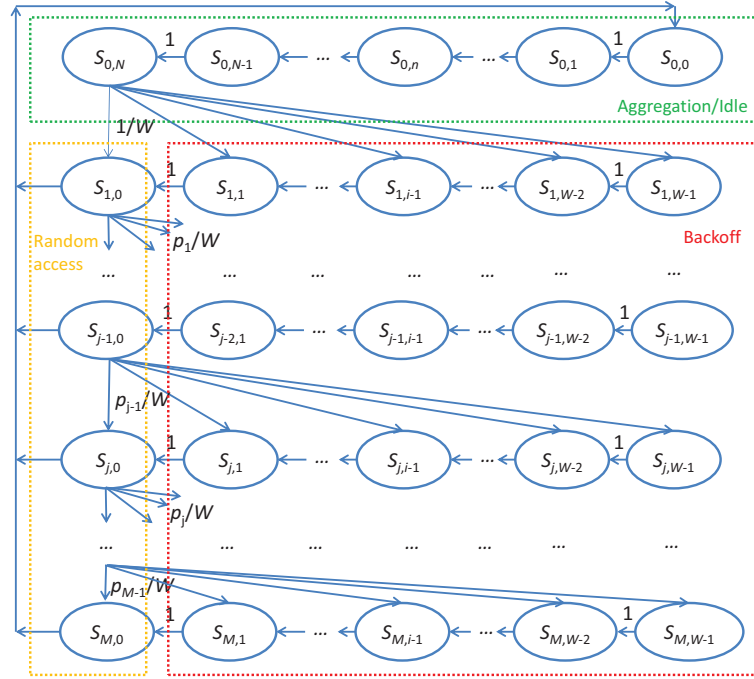 S0,N 1 S0,N-1 ... S0,n ... S0,1 1 S0,0
Aggregation/Idle
1/W
S1,0 1 S1,1 ... S1,i-1 ... S1,W-2 1 S1,W-1
p1/W
Random access
Backoff
... ... ... ... ... ... ...
Sj-1,0 1 Sj-2,1 ... Sj-1,i-1 ... Sj-1,W-2 1 Sj-1,W-1
pj-1/W
Sj,0 1 Sj,1 ... Sj,i-1 ... Sj,W-2 1 Sj,W-1
pj/W
... ... ... ... ... ... ...
pM-1/W
SM,0 1 SM,1 ... SM,i-1 ... SM,W-2 1 SM,W-1